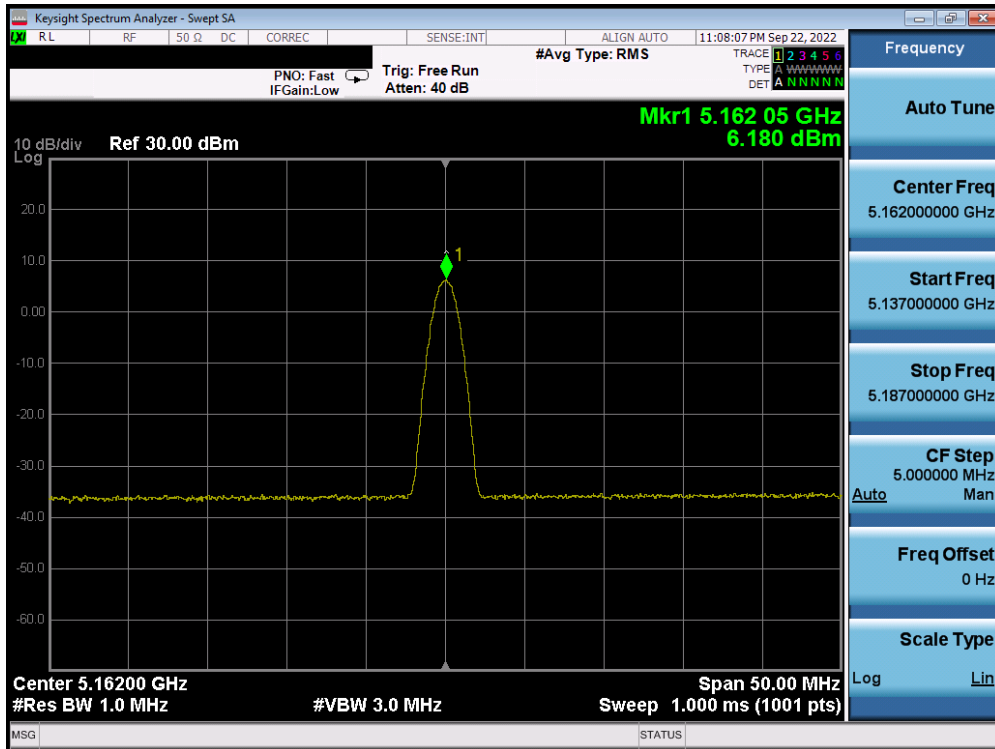 Keysight Spectrum Analyzer - Swept SA
LXI RL RF 50 Ω DC CORREC SENSE:INT ALIGN AUTO 11:08:07 PM Sep 22, 2022
#Avg Type: RMS TRACE 1 2 3 4 5 6
PNO: Fast Trig: Free Run TYPE A WWWWW
IFGain:Low Atten: 40 dB DET A N N N N N
Mkr1 5.162 05 GHz
6.180 dBm
10 dB/div Ref 30.00 dBm
Log
20.0
1
10.0
0.00
-10.0
-20.0
-30.0
-40.0
-50.0
-60.0
Center 5.16200 GHz Span 50.00 MHz
#Res BW 1.0 MHz #VBW 3.0 MHz Sweep 1.000 ms (1001 pts)
MSG STATUS
Frequency
Auto Tune
Center Freq
5.162000000 GHz
Start Freq
5.137000000 GHz
Stop Freq
5.187000000 GHz
CF Step
5.000000 MHz
Auto Man
Freq Offset
0 Hz
Scale Type
Log Lin